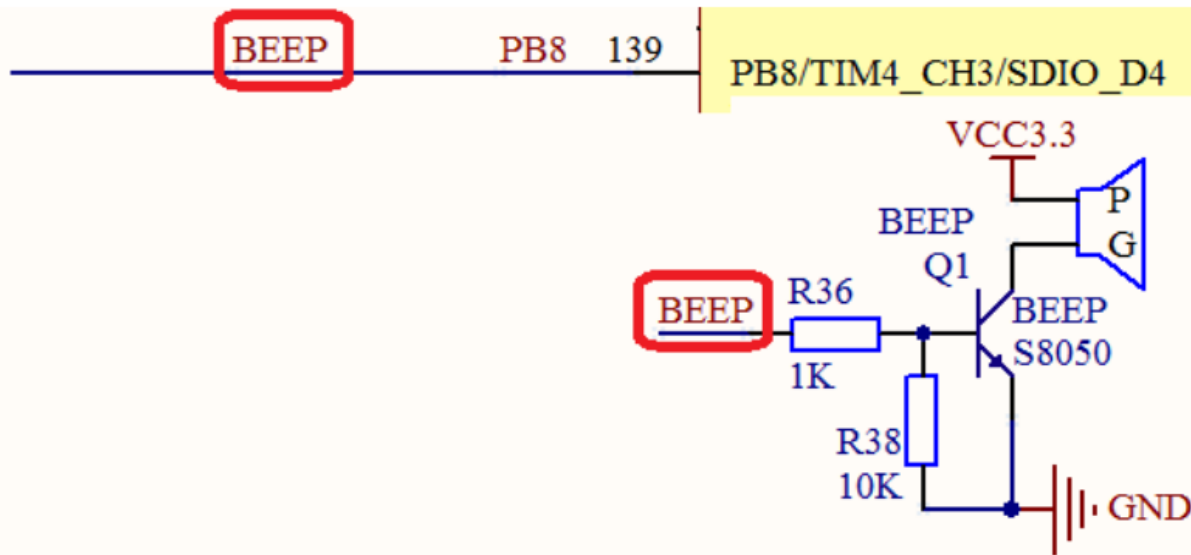 BEEP PB8 139
PB8/TIM4_CH3/SDIO_D4
VCC3.3
P
BEEP
G
Q1
BEEP R36 BEEP
S8050
1K
R38
10K
GND